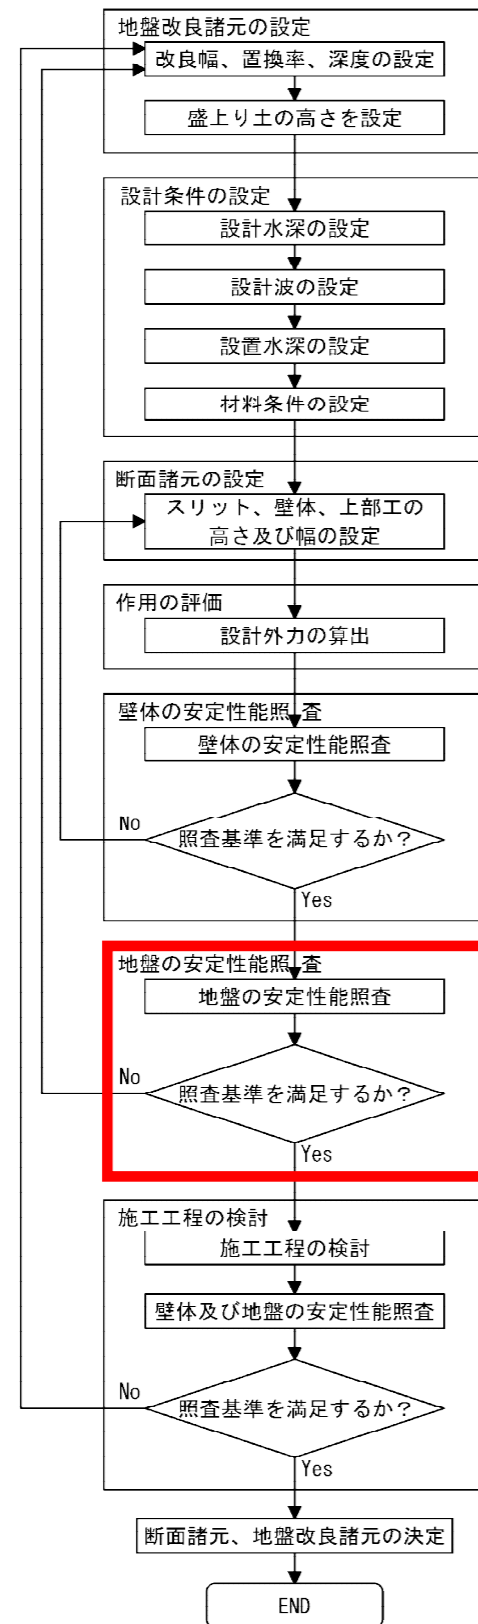 地盤改良諸元の設定
改良幅、置換率、深度の設定
盛上り土の高さを設定
設計条件の設定
設計水深の設定
設計波の設定
設置水深の設定
材料条件の設定
断面諸元の設定
スリット、壁体、上部工の
高さ及び幅の設定
作用の評価
設計外力の算出
壁体の安定性能照査
壁体の安定性能照査
No
照査基準を満足するか？
Yes
地盤の安定性能照査
地盤の安定性能照査
No
照査基準を満足するか？
Yes
施工工程の検討
施工工程の検討
壁体及び地盤の安定性能照査
No
照査基準を満足するか？
Yes
断面諸元、地盤改良諸元の決定
END